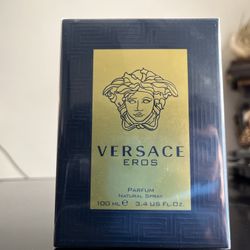 VERSACE
EROS
PARFUM
NATURAL SPRAY
100 ML ℮ 3.4 US FL.OZ.